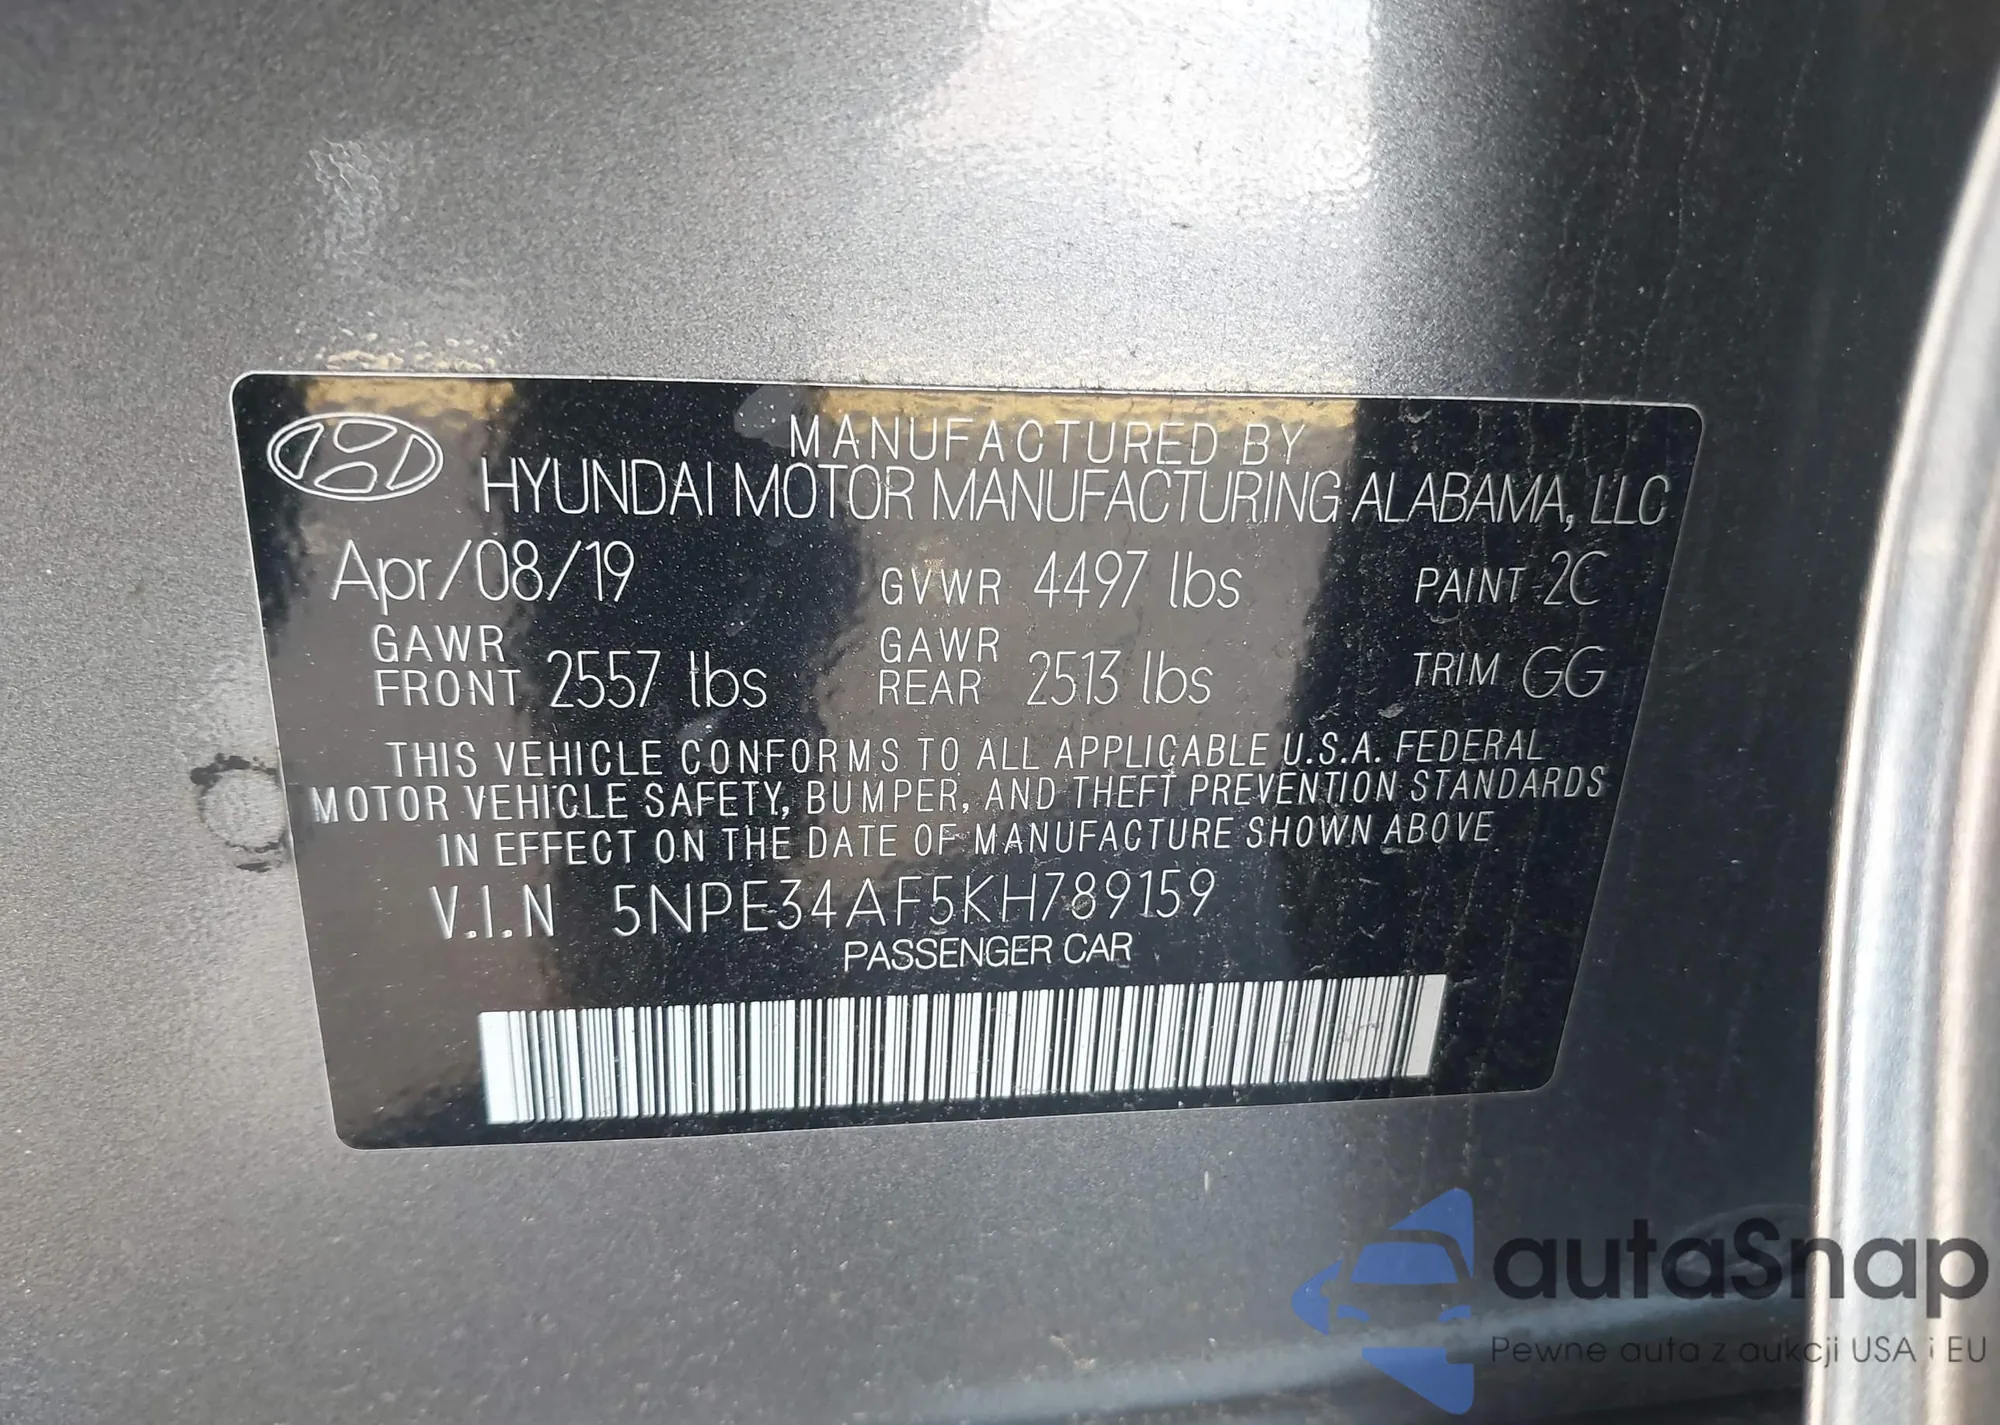 MANUFACTURED BY
HYUNDAI MOTOR MANUFACTURING ALABAMA, LLC
Apr/08/19 GVWR 4497 lbs PAINT 2C
GAWR FRONT 2557 lbs GAWR REAR 2513 lbs TRIM GG
THIS VEHICLE CONFORMS TO ALL APPLICABLE U.S.A. FEDERAL
MOTOR VEHICLE SAFETY, BUMPER, AND THEFT PREVENTION STANDARDS
IN EFFECT ON THE DATE OF MANUFACTURE SHOWN ABOVE
V.I.N 5NPE34AF5KH789159
PASSENGER CAR
autaSnap
Pewne auta z aukcji USA i EU